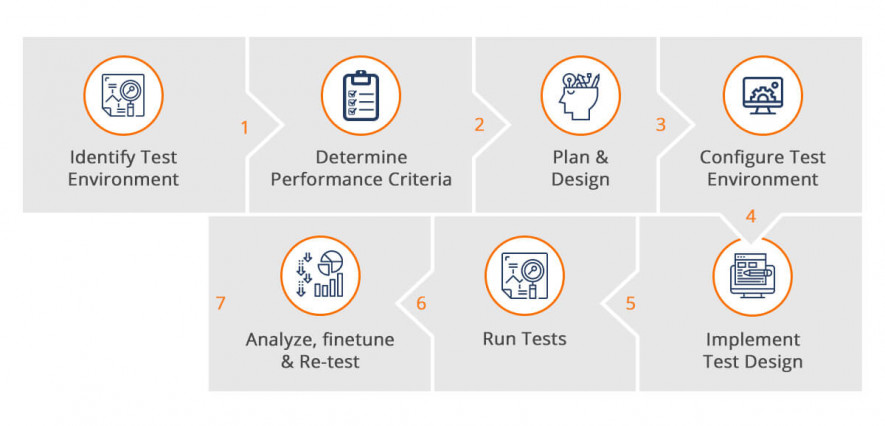 Identify Test
Environment
1
Determine
Performance Criteria
2
Plan &
Design
3
Configure Test
Environment
4
Implement
Test Design
5
Run Tests
6
Analyze, finetune
& Re-test
7